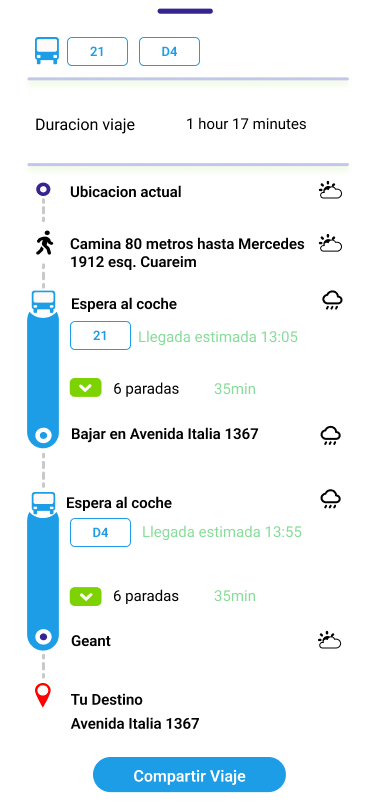 21 D4
Duracion viaje 1 hour 17 minutes
Ubicacion actual
Camina 80 metros hasta Mercedes
1912 esq. Cuareim
Espera al coche
21 Llegada estimada 13:05
6 paradas 35min
Bajar en Avenida Italia 1367
Espera al coche
D4 Llegada estimada 13:55
6 paradas 35min
Geant
Tu Destino
Avenida Italia 1367
Compartir Viaje